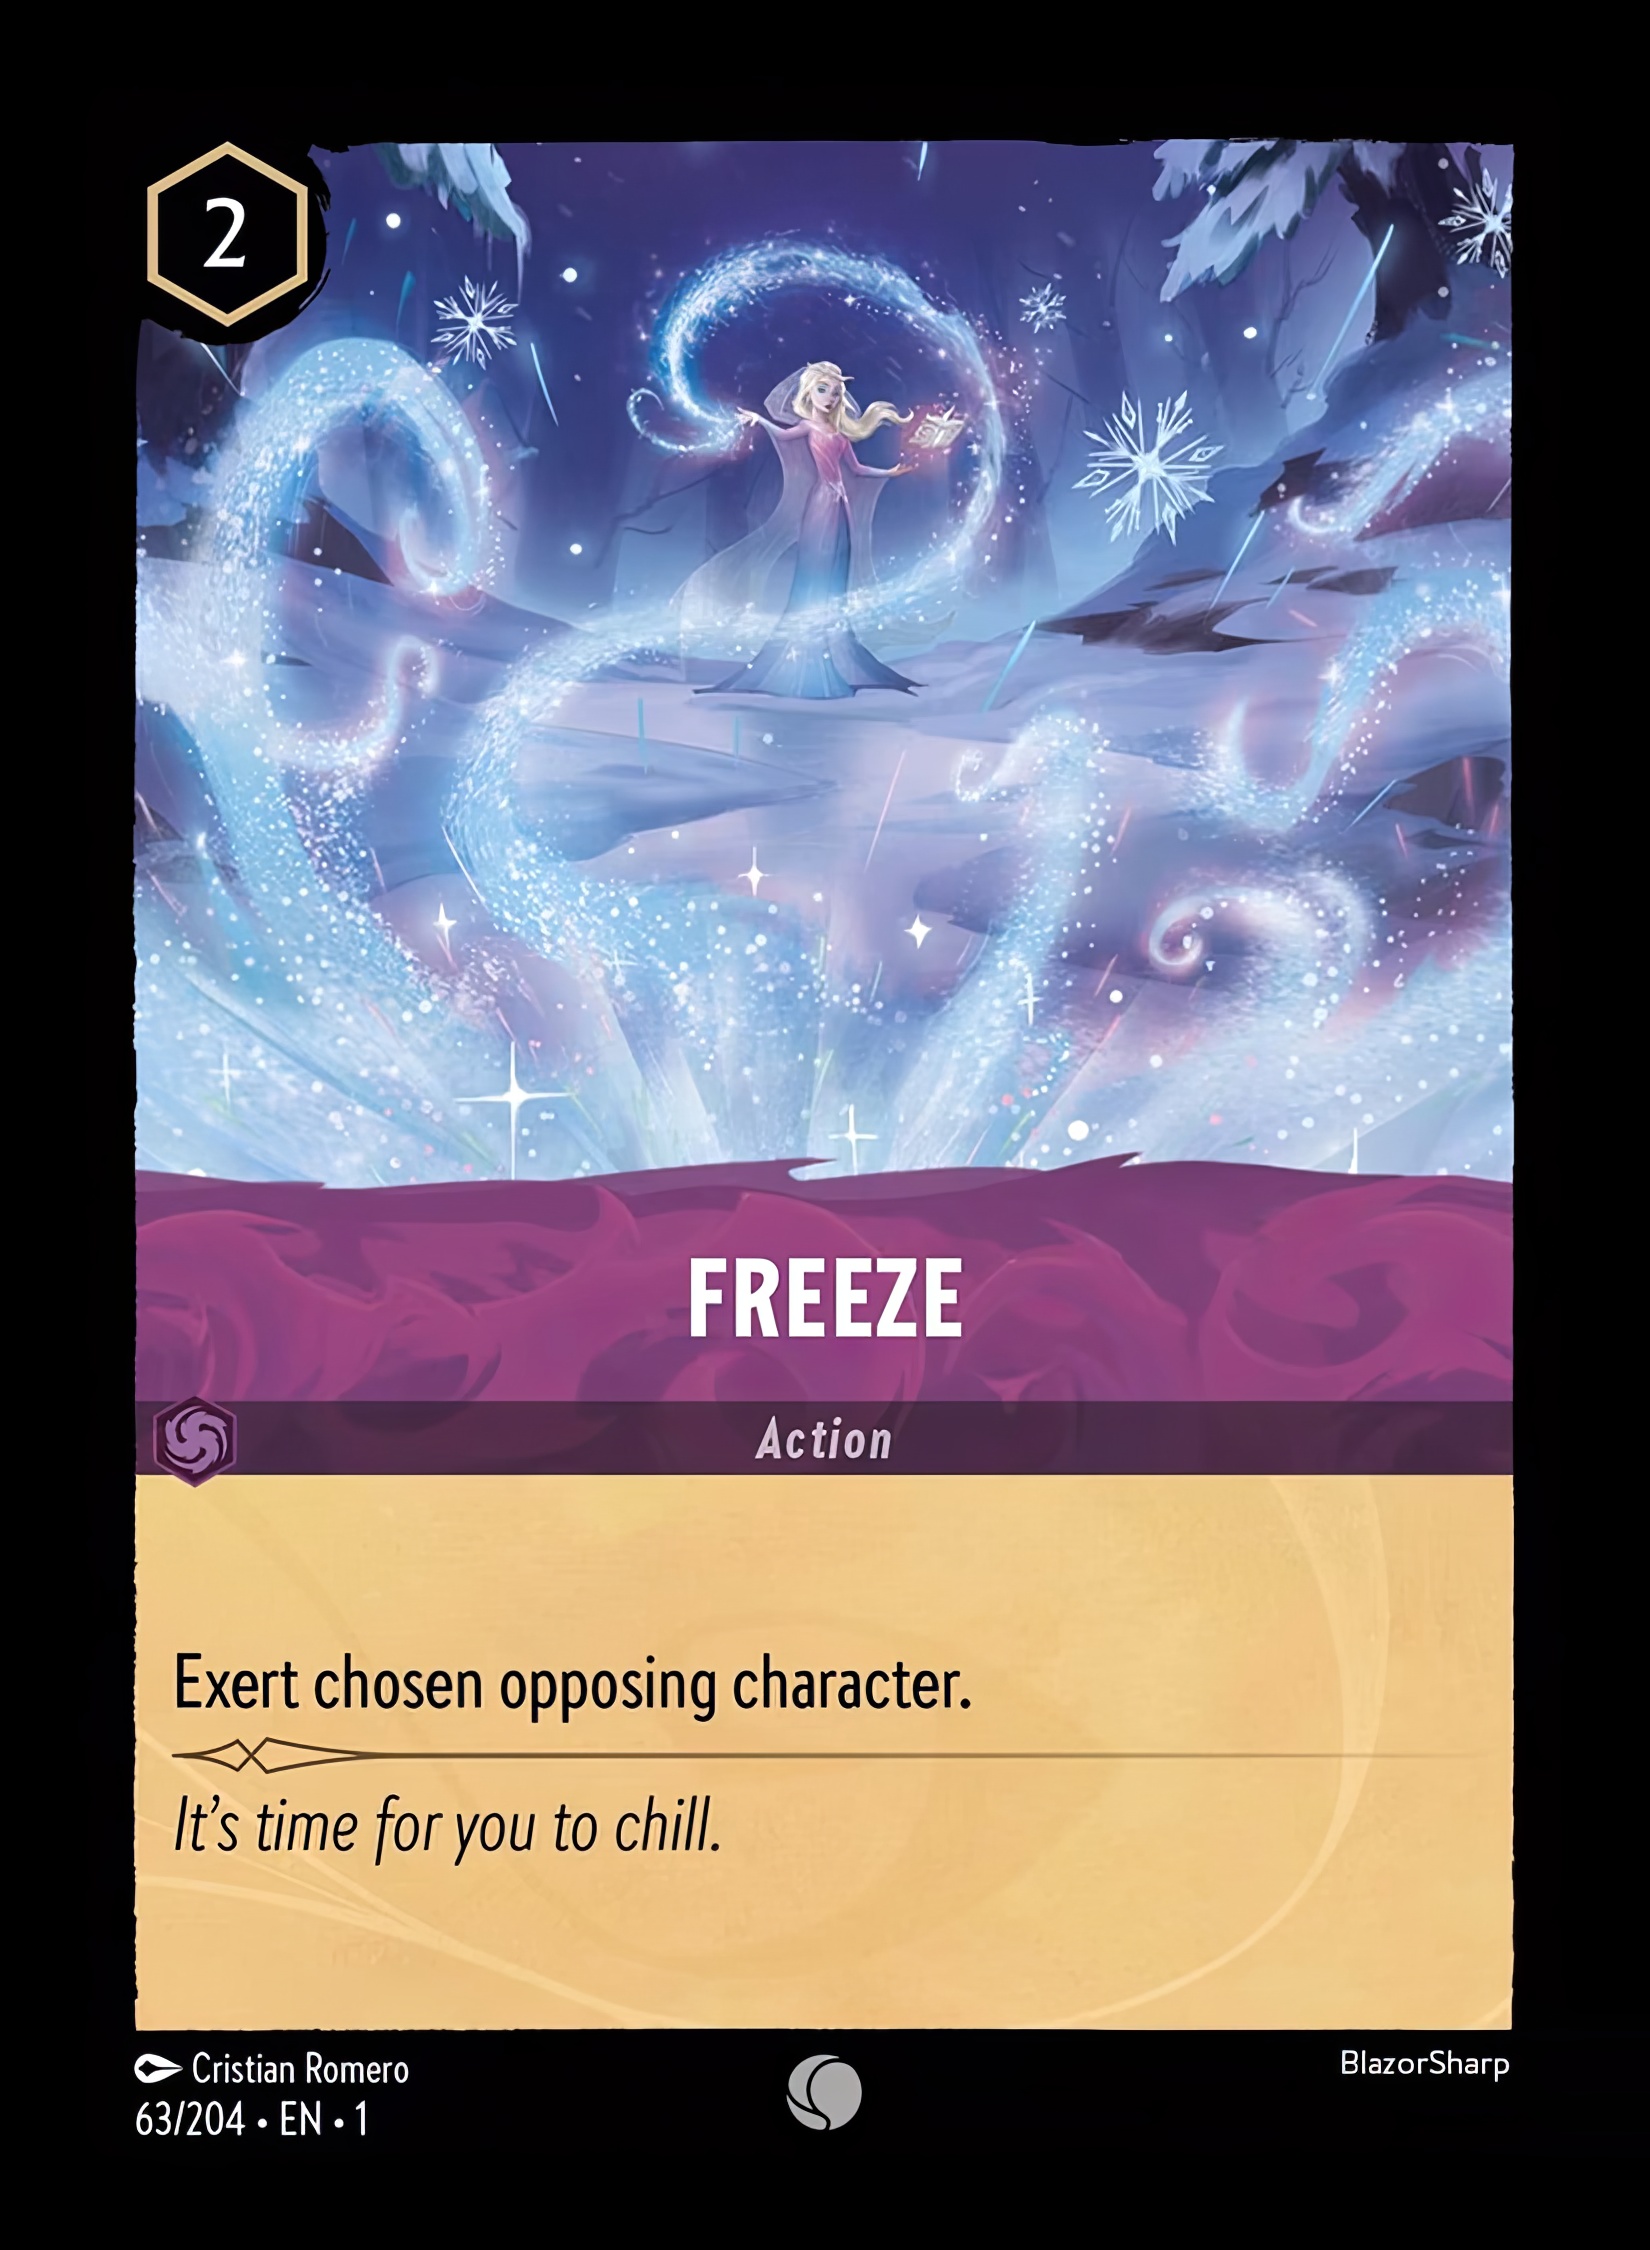 2
FREEZE
Action
Exert chosen opposing character.
It's time for you to chill.
Cristian Romero
63/204 • EN • 1
BlazorSharp